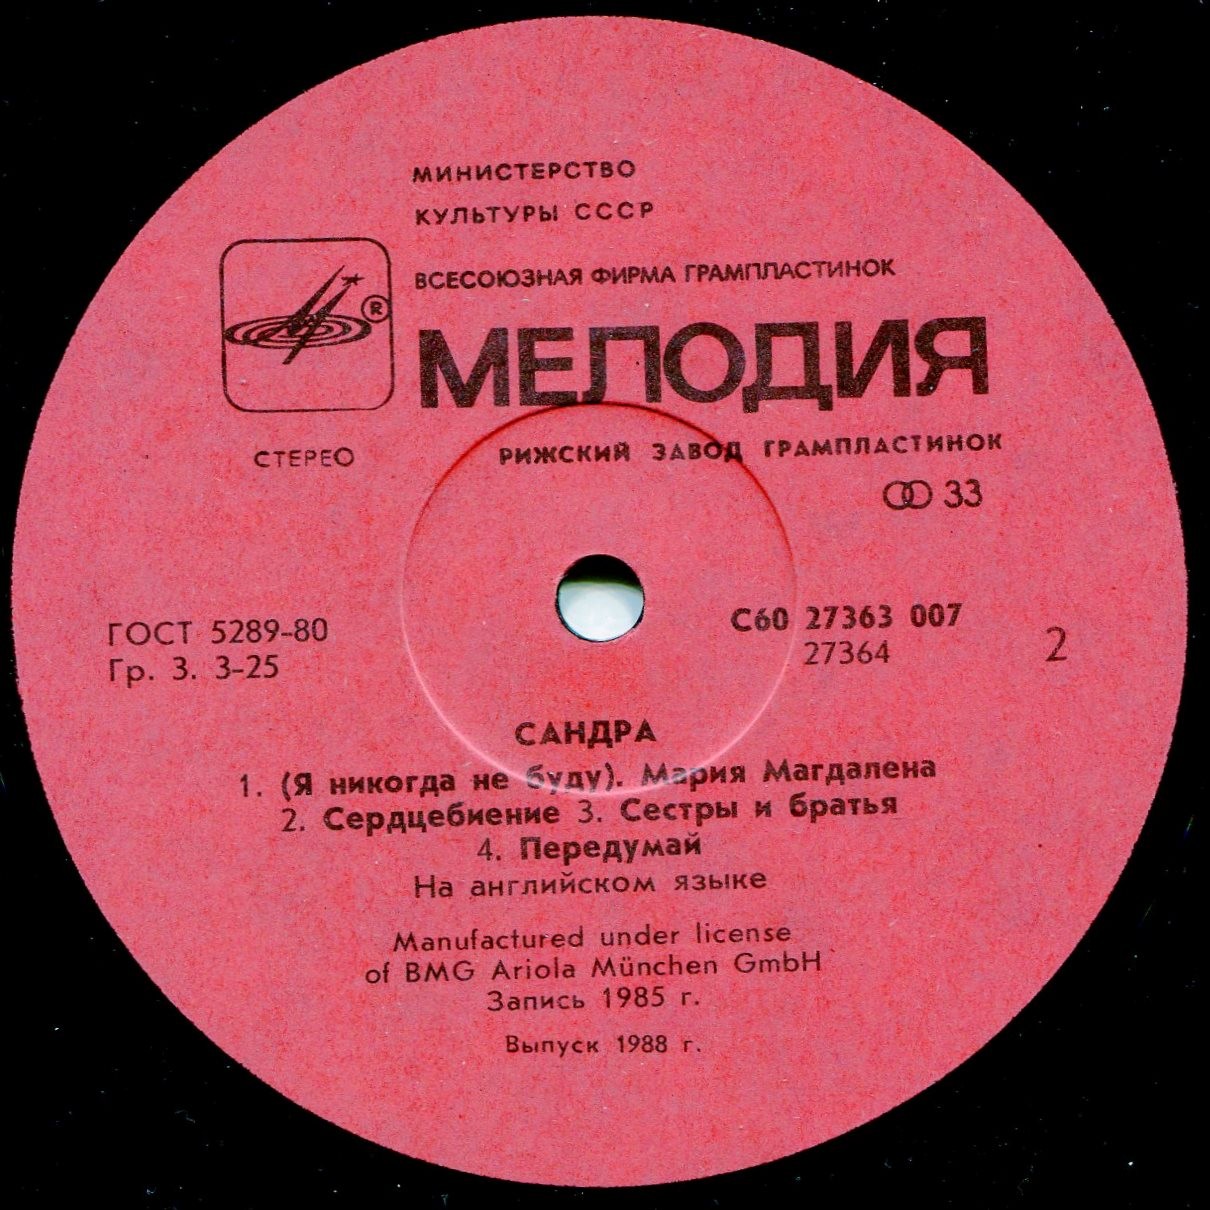 МИНИСТЕРСТВО
КУЛЬТУРЫ СССР
ВСЕСОЮЗНАЯ ФИРМА ГРАМПЛАСТИНОК
®
МЕЛОДИЯ
СТЕРЕО
РИЖСКИЙ ЗАВОД ГРАМПЛАСТИНОК
33
ГОСТ 5289-80
Гр. 3. 3-25
С60 27363 007
27364
2
САНДРА
1. (Я никогда не буду). Мария Магдалена
2. Сердцебиение 3. Сестры и братья
4. Передумай
На английском языке
Manufactured under license
of BMG Ariola München GmbH
Запись 1985 г.
Выпуск 1988 г.